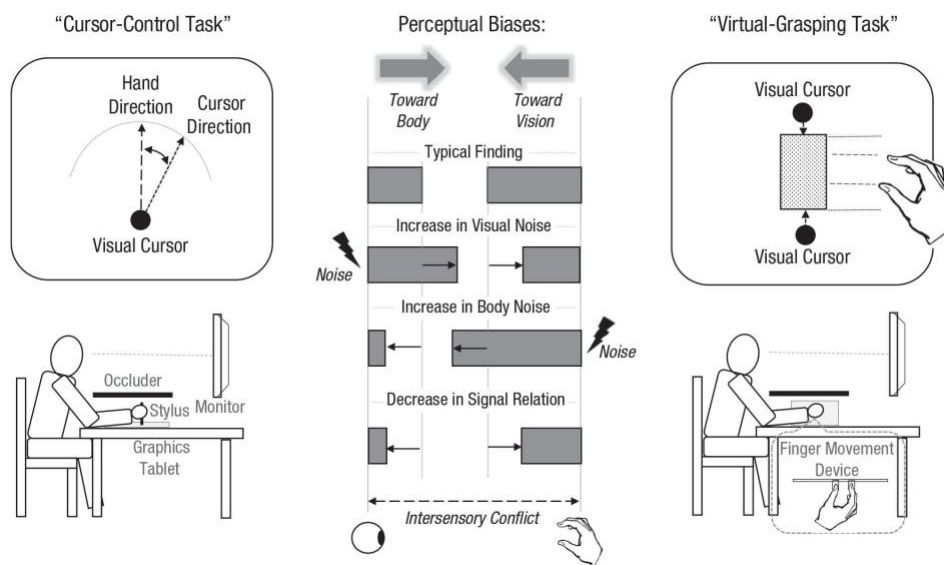 “Cursor-Control Task”
Hand
Direction
Cursor
Direction
Visual Cursor
Occluder
Stylus
Monitor
Graphics
Tablet
Perceptual Biases:
Toward
Body
Toward
Vision
Typical Finding
Increase in Visual Noise
Noise
Increase in Body Noise
Noise
Decrease in Signal Relation
Intersensory Conflict
“Virtual-Grasping Task”
Visual Cursor
Visual Cursor
Finger Movement
Device